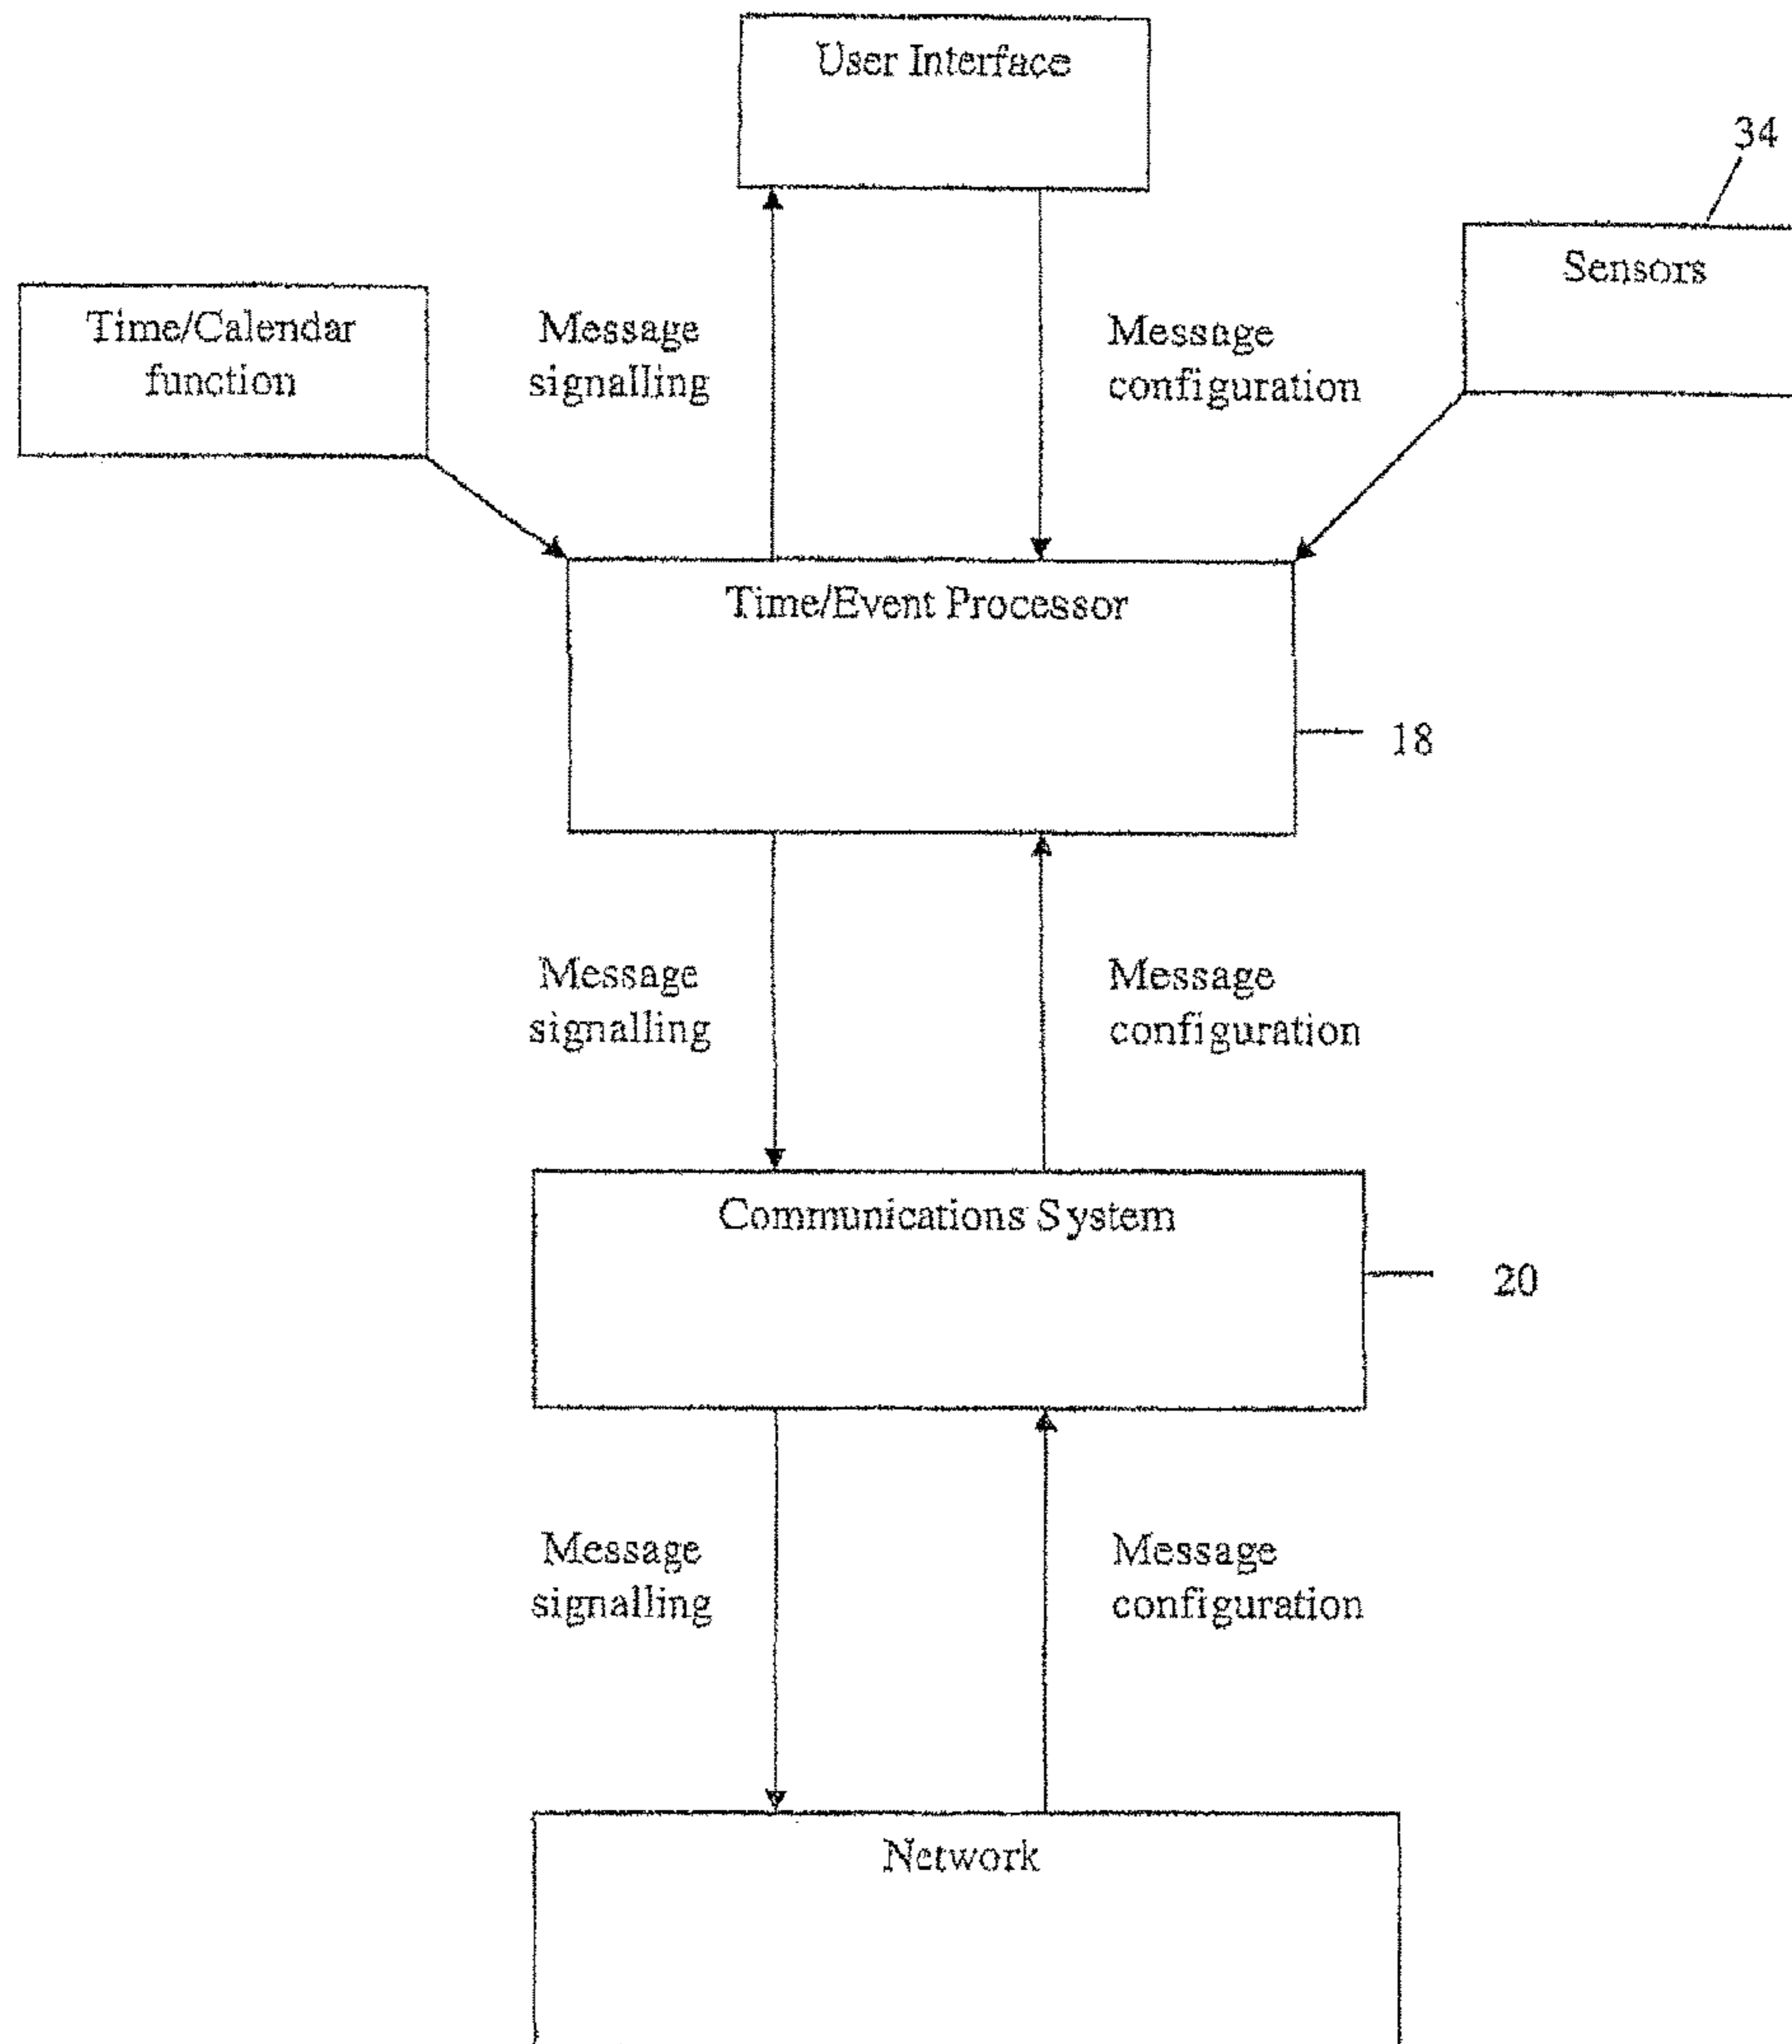 User Interface
34
Sensors
Time/Calendar
function
Message
signalling
Message
configuration
Time/Event Processor
18
Message
signalling
Message
configuration
Communications System
20
Message
signalling
Message
configuration
Network